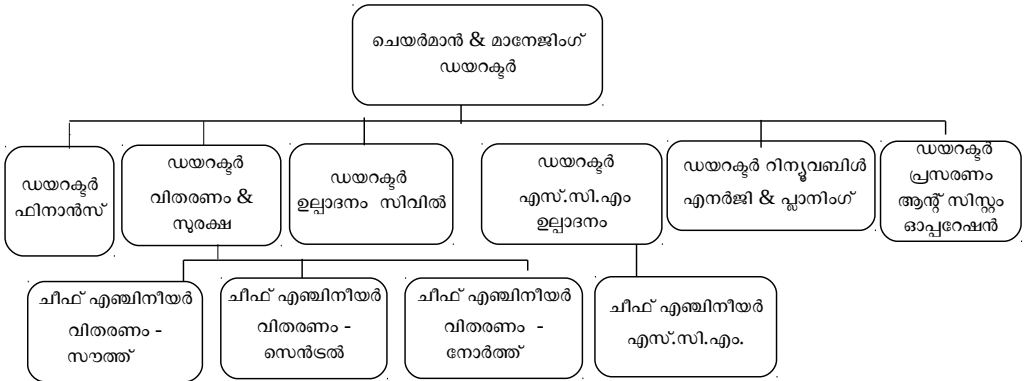 ചെയർമാൻ & മാനേജിംഗ്
ഡയറക്ടർ
ഡയറക്ടർ
ഫിനാൻസ്
ഡയറക്ടർ
വിതരണം &
സുരക്ഷ
ഡയറക്ടർ
ഉല്പാദനം സിവിൽ
ഡയറക്ടർ
എസ്.സി.എം
ഉല്പാദനം
ഡയറക്ടർ റിന്യൂവബിൾ
എനർജി & പ്ലാനിംഗ്
ഡയറക്ടർ
പ്രസരണം
ആന്റ് സിസ്റ്റം
ഓപ്പറേഷൻ
ചീഫ് എഞ്ചിനീയർ
വിതരണം -
സൗത്ത്
ചീഫ് എഞ്ചിനീയർ
വിതരണം -
സെൻട്രൽ
ചീഫ് എഞ്ചിനീയർ
വിതരണം -
നോർത്ത്
ചീഫ് എഞ്ചിനീയർ
എസ്.സി.എം.